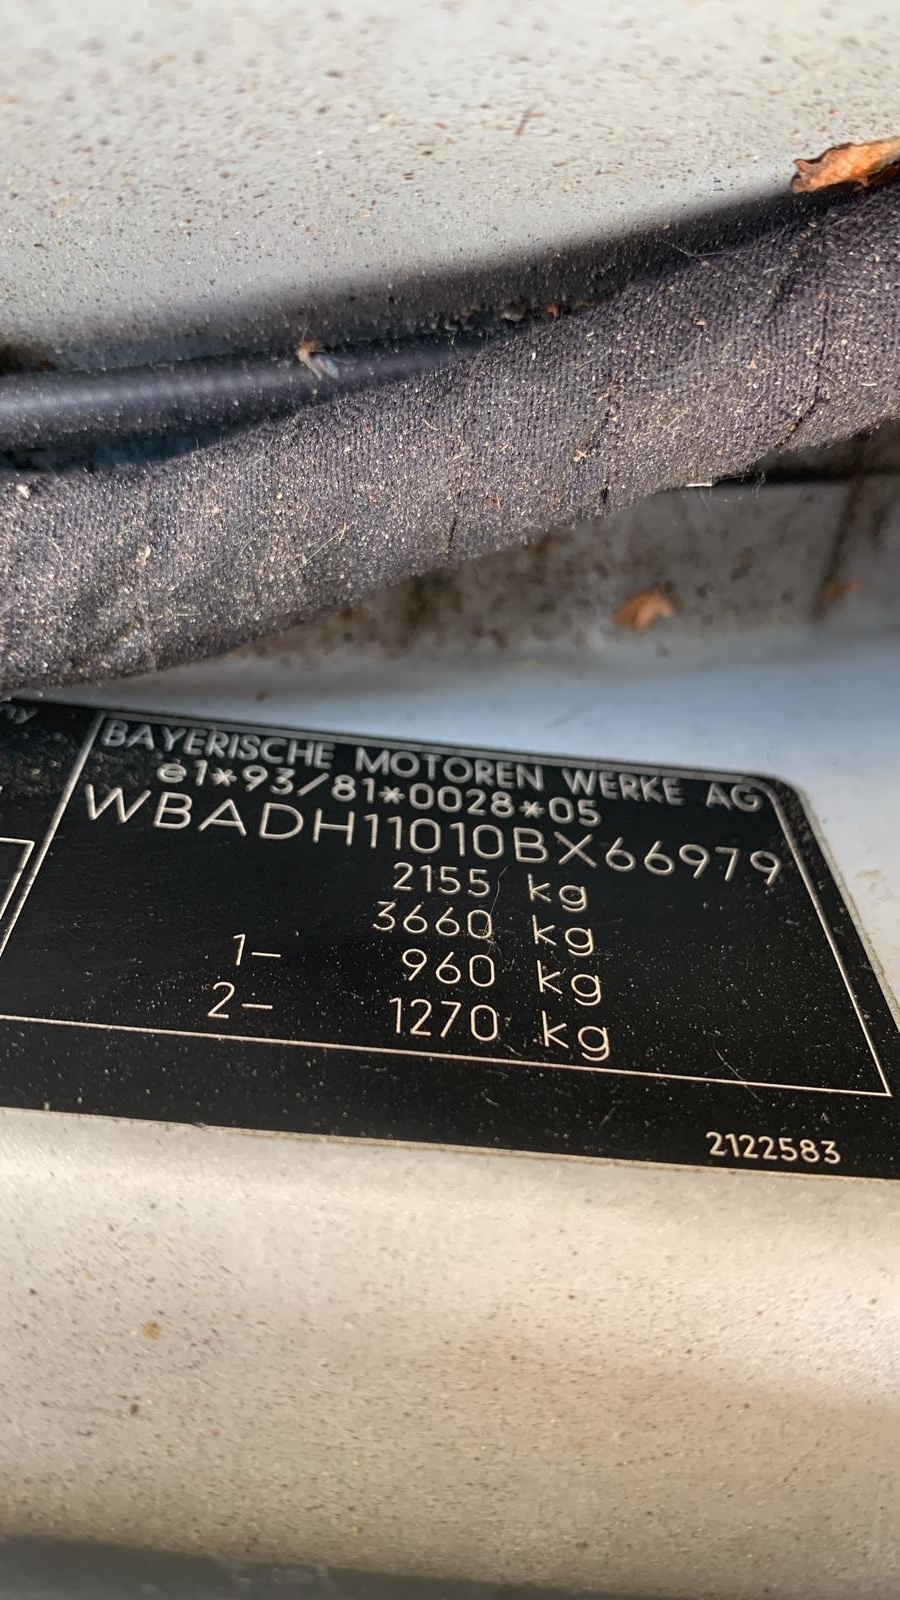 BAYERISCHE MOTOREN WERKE AG
e1*93/81*0028*05
WBADH11010BX66979
2155 kg
3660 kg
1- 960 kg
2- 1270 kg
2122583